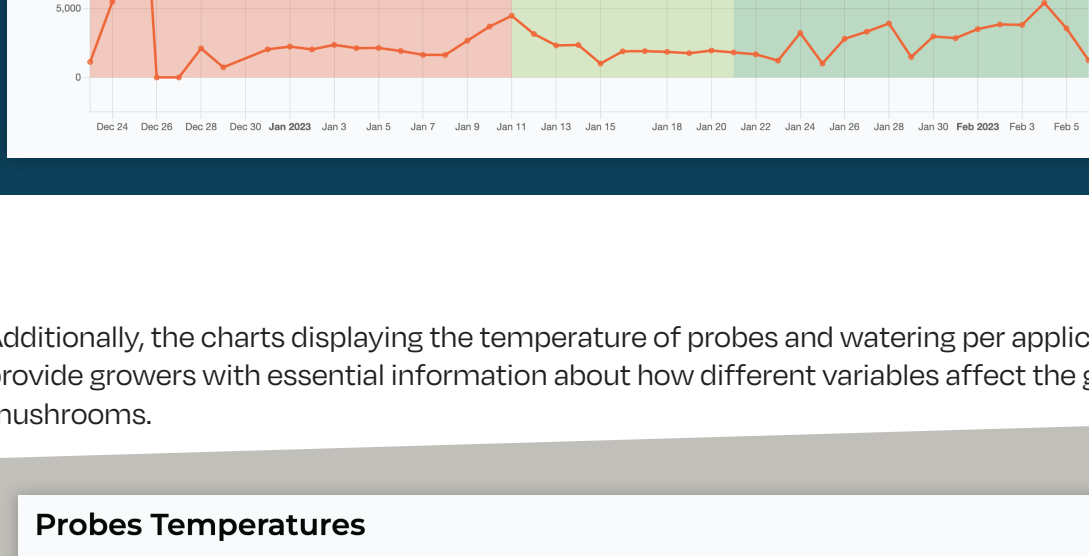 5,000
0
Dec 24 Dec 26 Dec 28 Dec 30 Jan 2023 Jan 3 Jan 5 Jan 7 Jan 9 Jan 11 Jan 13 Jan 15 Jan 18 Jan 20 Jan 22 Jan 24 Jan 26 Jan 28 Jan 30 Feb 2023 Feb 3 Feb 5
Additionally, the charts displaying the temperature of probes and watering per applic
provide growers with essential information about how different variables affect the g
mushrooms.
Probes Temperatures